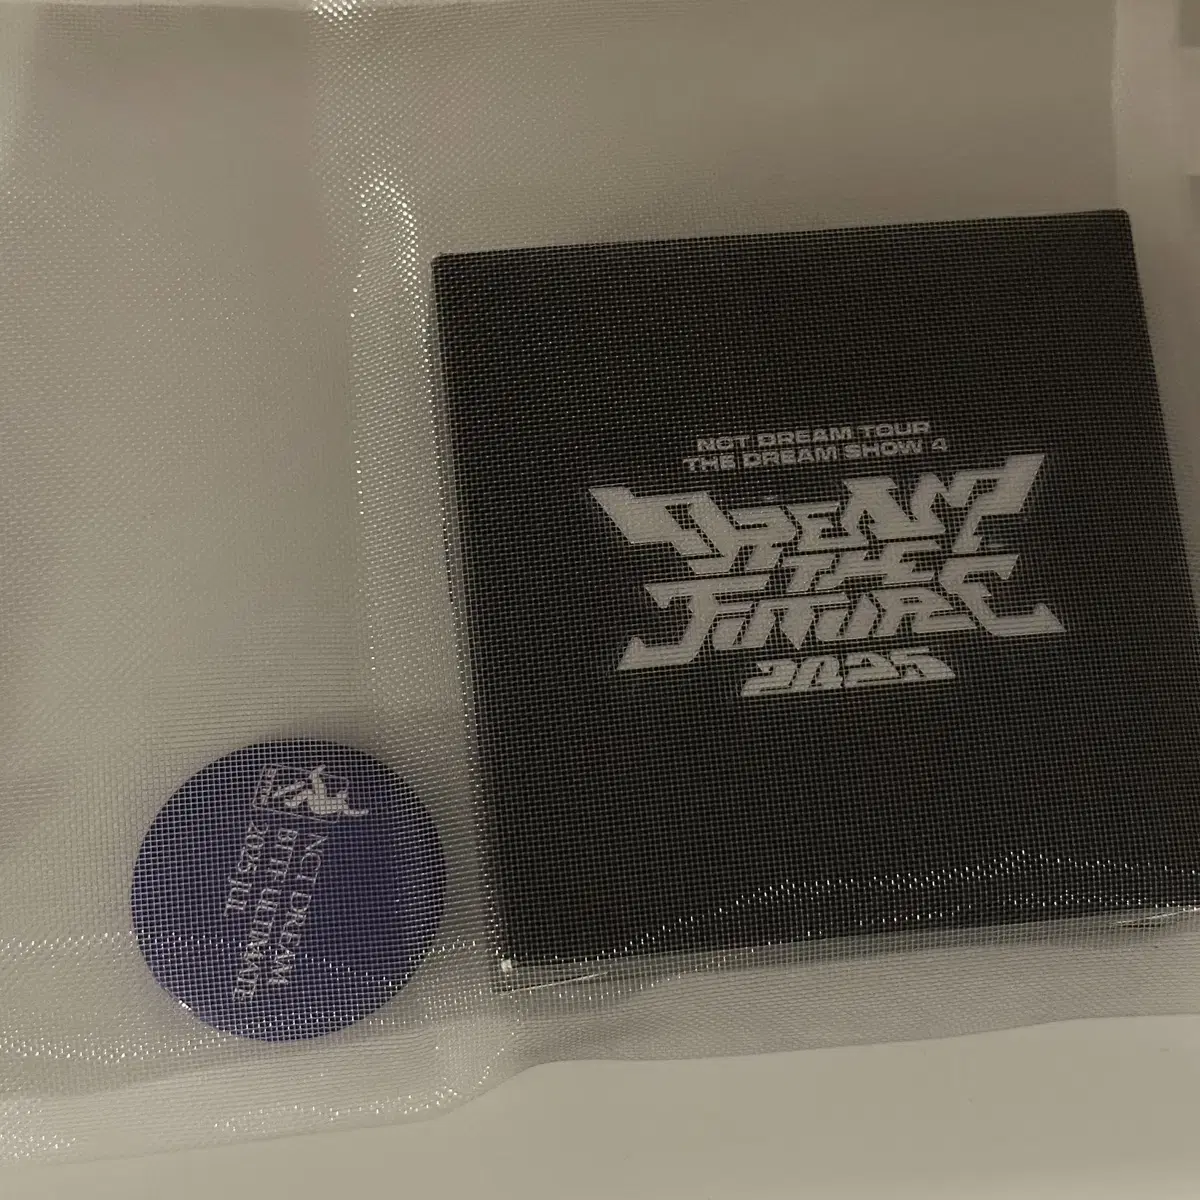 NCT DREAM TOUR
THE DREAM SHOW 4
DREAM
THE
FUTURE
2025
NCT DREAM
BTTF ULTIMATE
2025 JUL